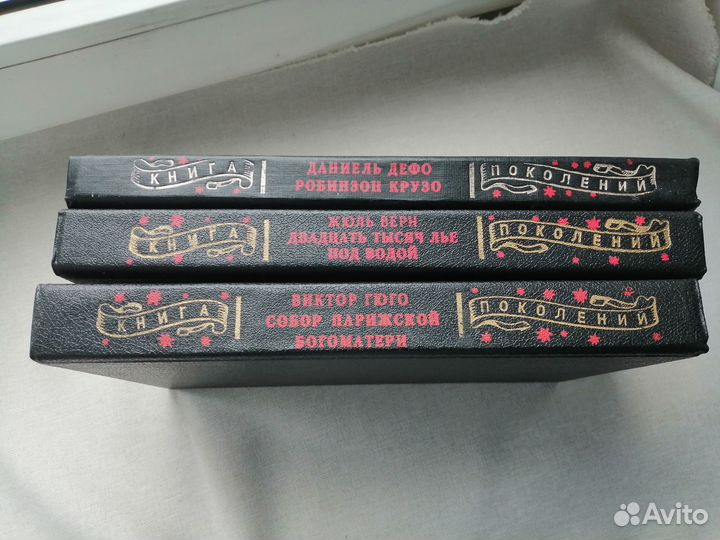 КНИГА
ДАНИЕЛЬ ДЕФО
РОБИНЗОН КРУЗО
ПОКОЛЕНИЙ
КНИГА
ЖЮЛЬ ВЕРН
ДВАДЦАТЬ ТЫСЯЧ ЛЬЕ
ПОД ВОДОЙ
ПОКОЛЕНИЙ
КНИГА
ВИКТОР ГЮГО
СОБОР ПАРИЖСКОЙ
БОГОМАТЕРИ
ПОКОЛЕНИЙ
Avito